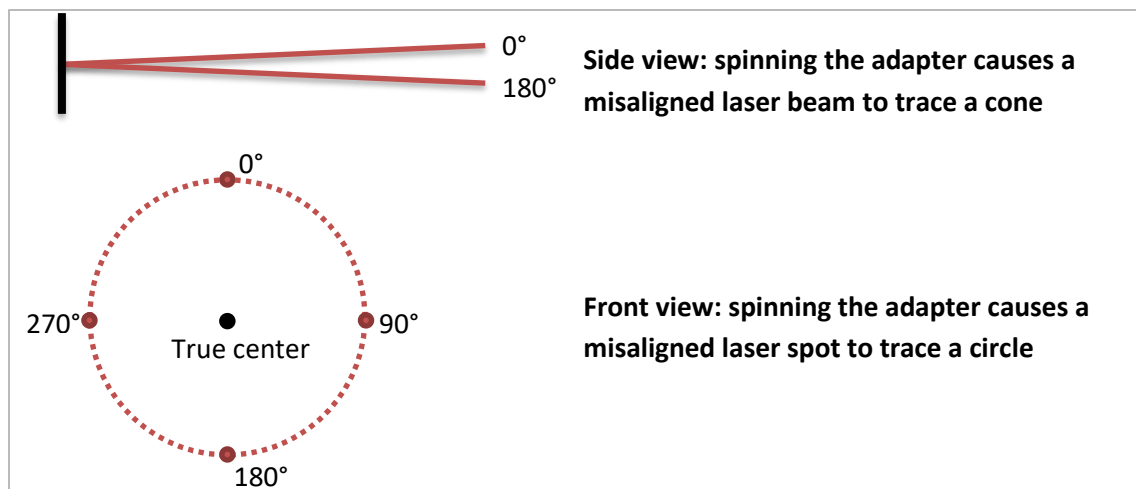 0°
180°
Side view: spinning the adapter causes a
misaligned laser beam to trace a cone
0°
270°
90°
True center
180°
Front view: spinning the adapter causes a
misaligned laser spot to trace a circle